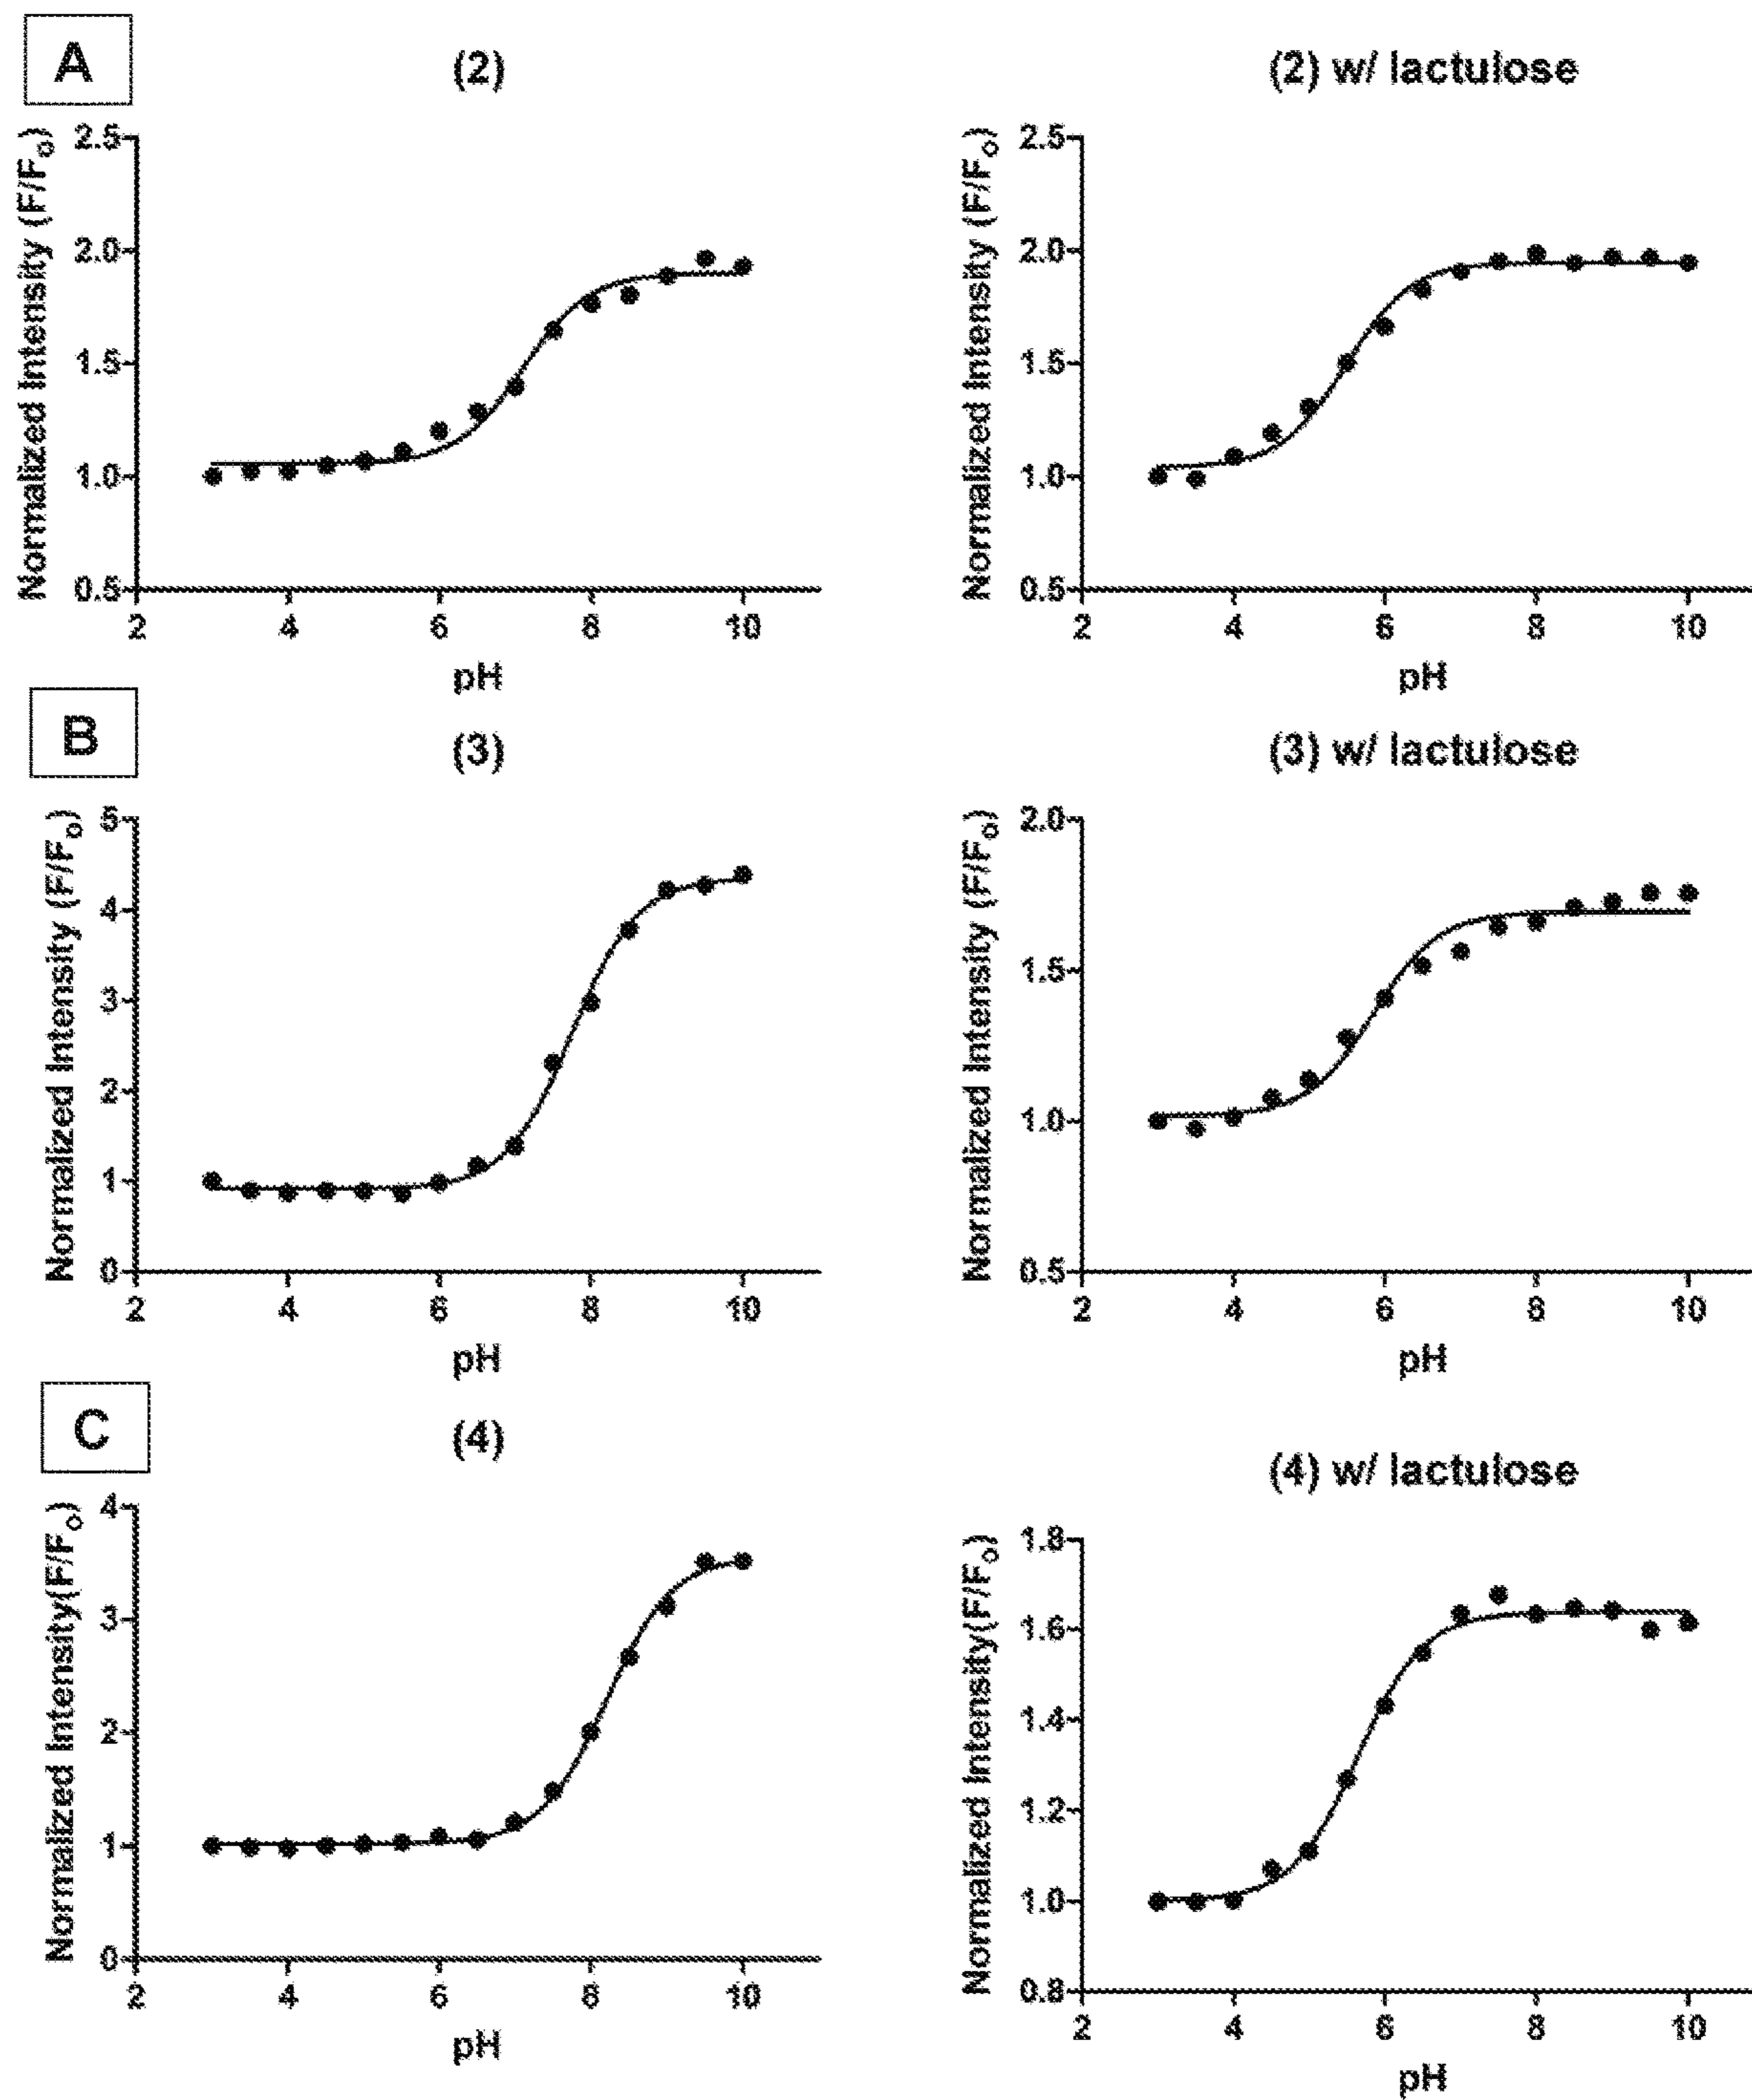 A
(2)
(2) w/ lactulose
Normalized Intensity (F/Fo)
2.5
2.0
1.5
1.0
0.5
2 4 6 8 10
pH
Normalized Intensity (F/Fo)
2.5
2.0
1.5
1.0
0.5
2 4 6 8 10
pH
B
(3)
(3) w/ lactulose
Normalized Intensity (F/Fo)
5
4
3
2
1
0
2 4 6 8 10
pH
Normalized Intensity (F/Fo)
2.0
1.5
1.0
0.5
2 4 6 8 10
pH
C
(4)
(4) w/ lactulose
Normalized Intensity(F/Fo)
4
3
2
1
0
2 4 6 8 10
pH
Normalized Intensity(F/Fo)
1.8
1.6
1.4
1.2
1.0
0.8
2 4 6 8 10
pH